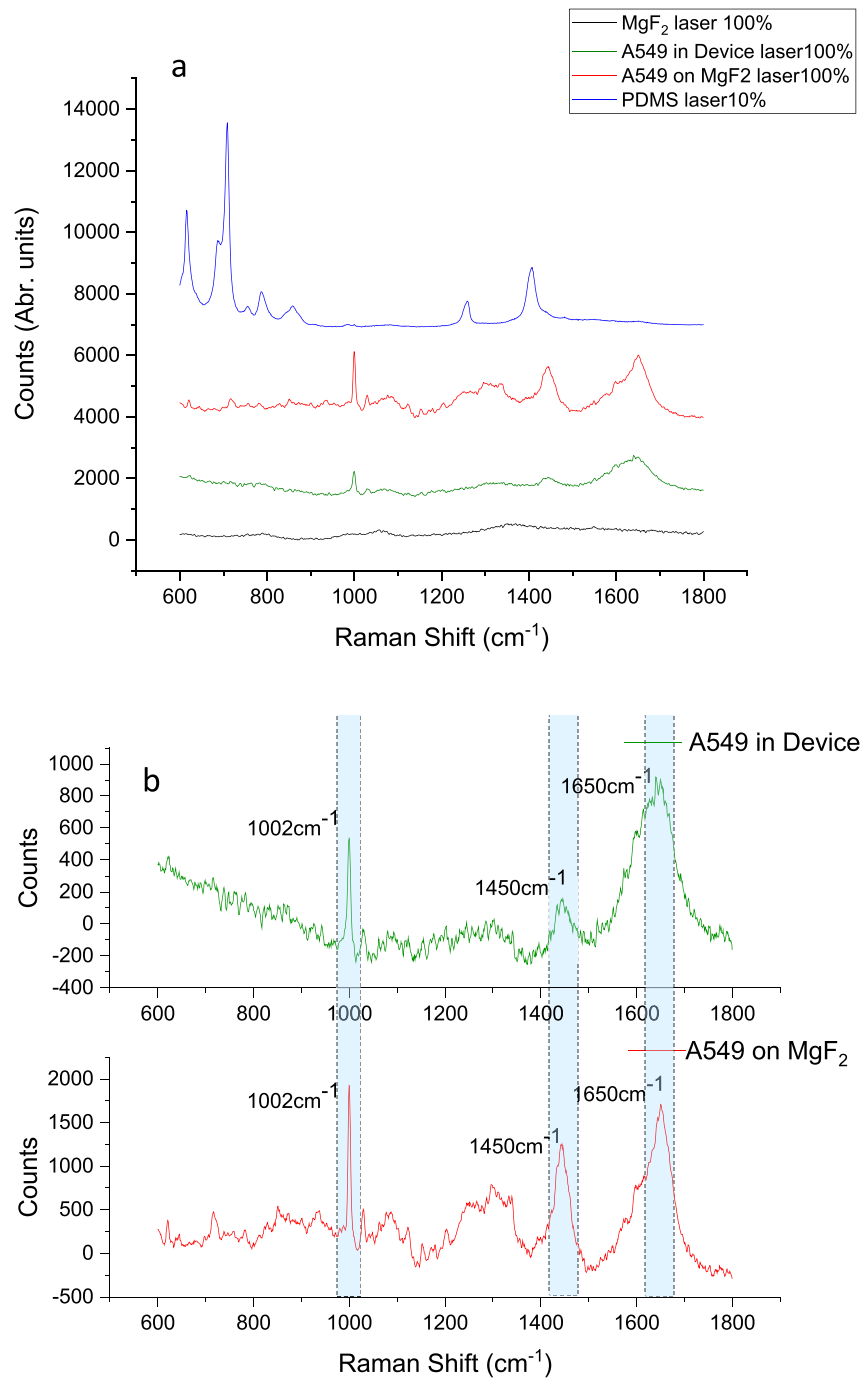 MgF₂ laser 100%
A549 in Device laser100%
A549 on MgF2 laser100%
PDMS laser10%
a
14000
12000
10000
8000
6000
4000
2000
0
Counts (Abr. units)
600 800 1000 1200 1400 1600 1800
Raman Shift (cm⁻¹)
b
A549 in Device
1000
800
600
400
200
0
-200
-400
Counts
1002cm⁻¹
1450cm⁻¹
1650cm⁻¹
600 800 1000 1200 1400 1600 1800
A549 on MgF₂
2000
1500
1000
500
0
-500
Counts
1002cm⁻¹
1450cm⁻¹
1650cm⁻¹
600 800 1000 1200 1400 1600 1800
Raman Shift (cm⁻¹)